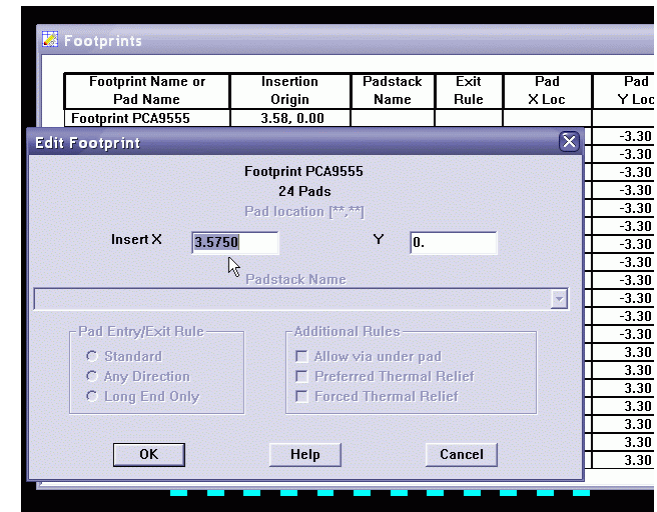 Footprints
Footprint Name or Pad Name Insertion Origin Padstack Name Exit Rule Pad X Loc Pad Y Loc
Footprint PCA9555 3.58, 0.00
Edit Footprint
-3.30
-3.30
Footprint PCA9555 -3.30
24 Pads -3.30
Pad location [**,**] -3.30
-3.30
Insert X 3.5750 Y 0. -3.30
-3.30
Padstack Name -3.30
-3.30
-3.30
Pad Entry/Exit Rule Additional Rules -3.30
Standard Allow via under pad 3.30
Any Direction Preferred Thermal Relief 3.30
Long End Only Forced Thermal Relief 3.30
3.30
3.30
OK Help Cancel 3.30
3.30